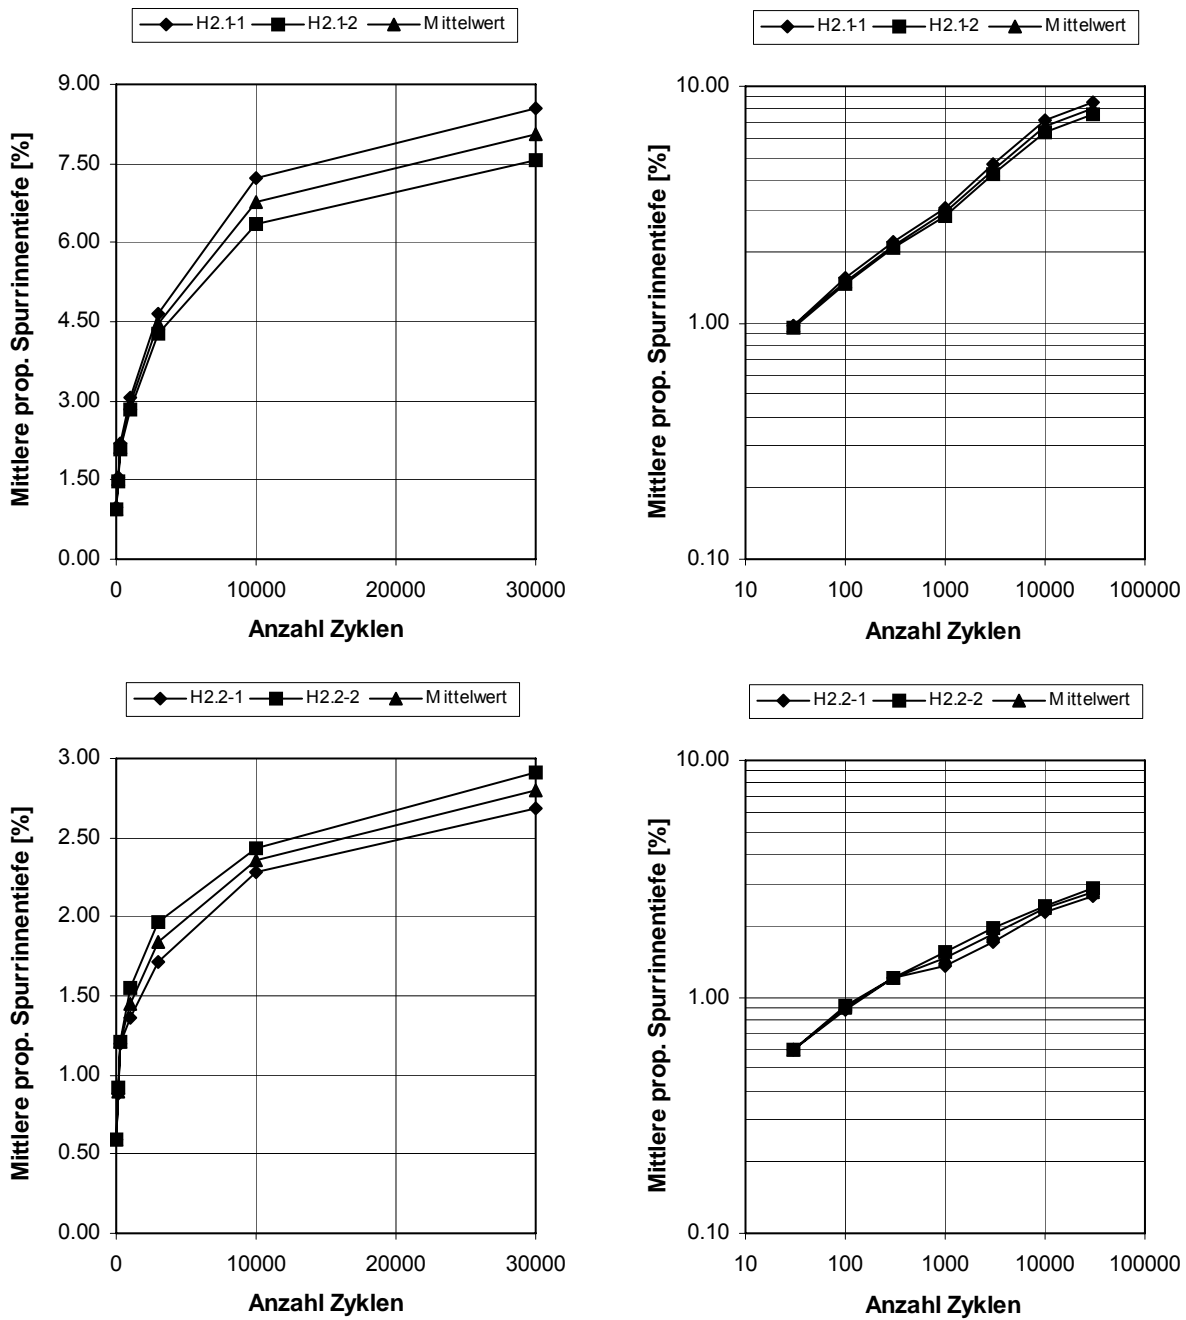 H2.1-1 H2.1-2 Mittelwert
Mittlere prop. Spurrinnentiefe [%]
9.00
7.50
6.00
4.50
3.00
1.50
0.00
0 10000 20000 30000
Anzahl Zyklen
H2.1-1 H2.1-2 Mittelwert
Mittlere prop. Spurrinnentiefe [%]
10.00
1.00
0.10
10 100 1000 10000 100000
Anzahl Zyklen
H2.2-1 H2.2-2 Mittelwert
Mittlere prop. Spurrinnentiefe [%]
3.00
2.50
2.00
1.50
1.00
0.50
0.00
0 10000 20000 30000
Anzahl Zyklen
H2.2-1 H2.2-2 Mittelwert
Mittlere prop. Spurrinnentiefe [%]
10.00
1.00
0.10
10 100 1000 10000 100000
Anzahl Zyklen